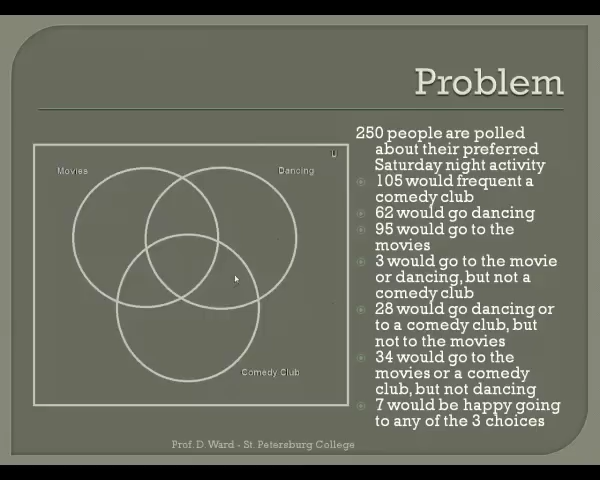 Problem
250 people are polled
about their preferred
Saturday night activity
105 would frequent a
comedy club
62 would go dancing
95 would go to the
movies
3 would go to the movie
or dancing, but not a
comedy club
28 would go dancing or
to a comedy club, but
not to the movies
34 would go to the
movies or a comedy
club, but not dancing
7 would be happy going
to any of the 3 choices
U
Movies
Dancing
Comedy Club
Prof. D. Ward - St. Petersburg College